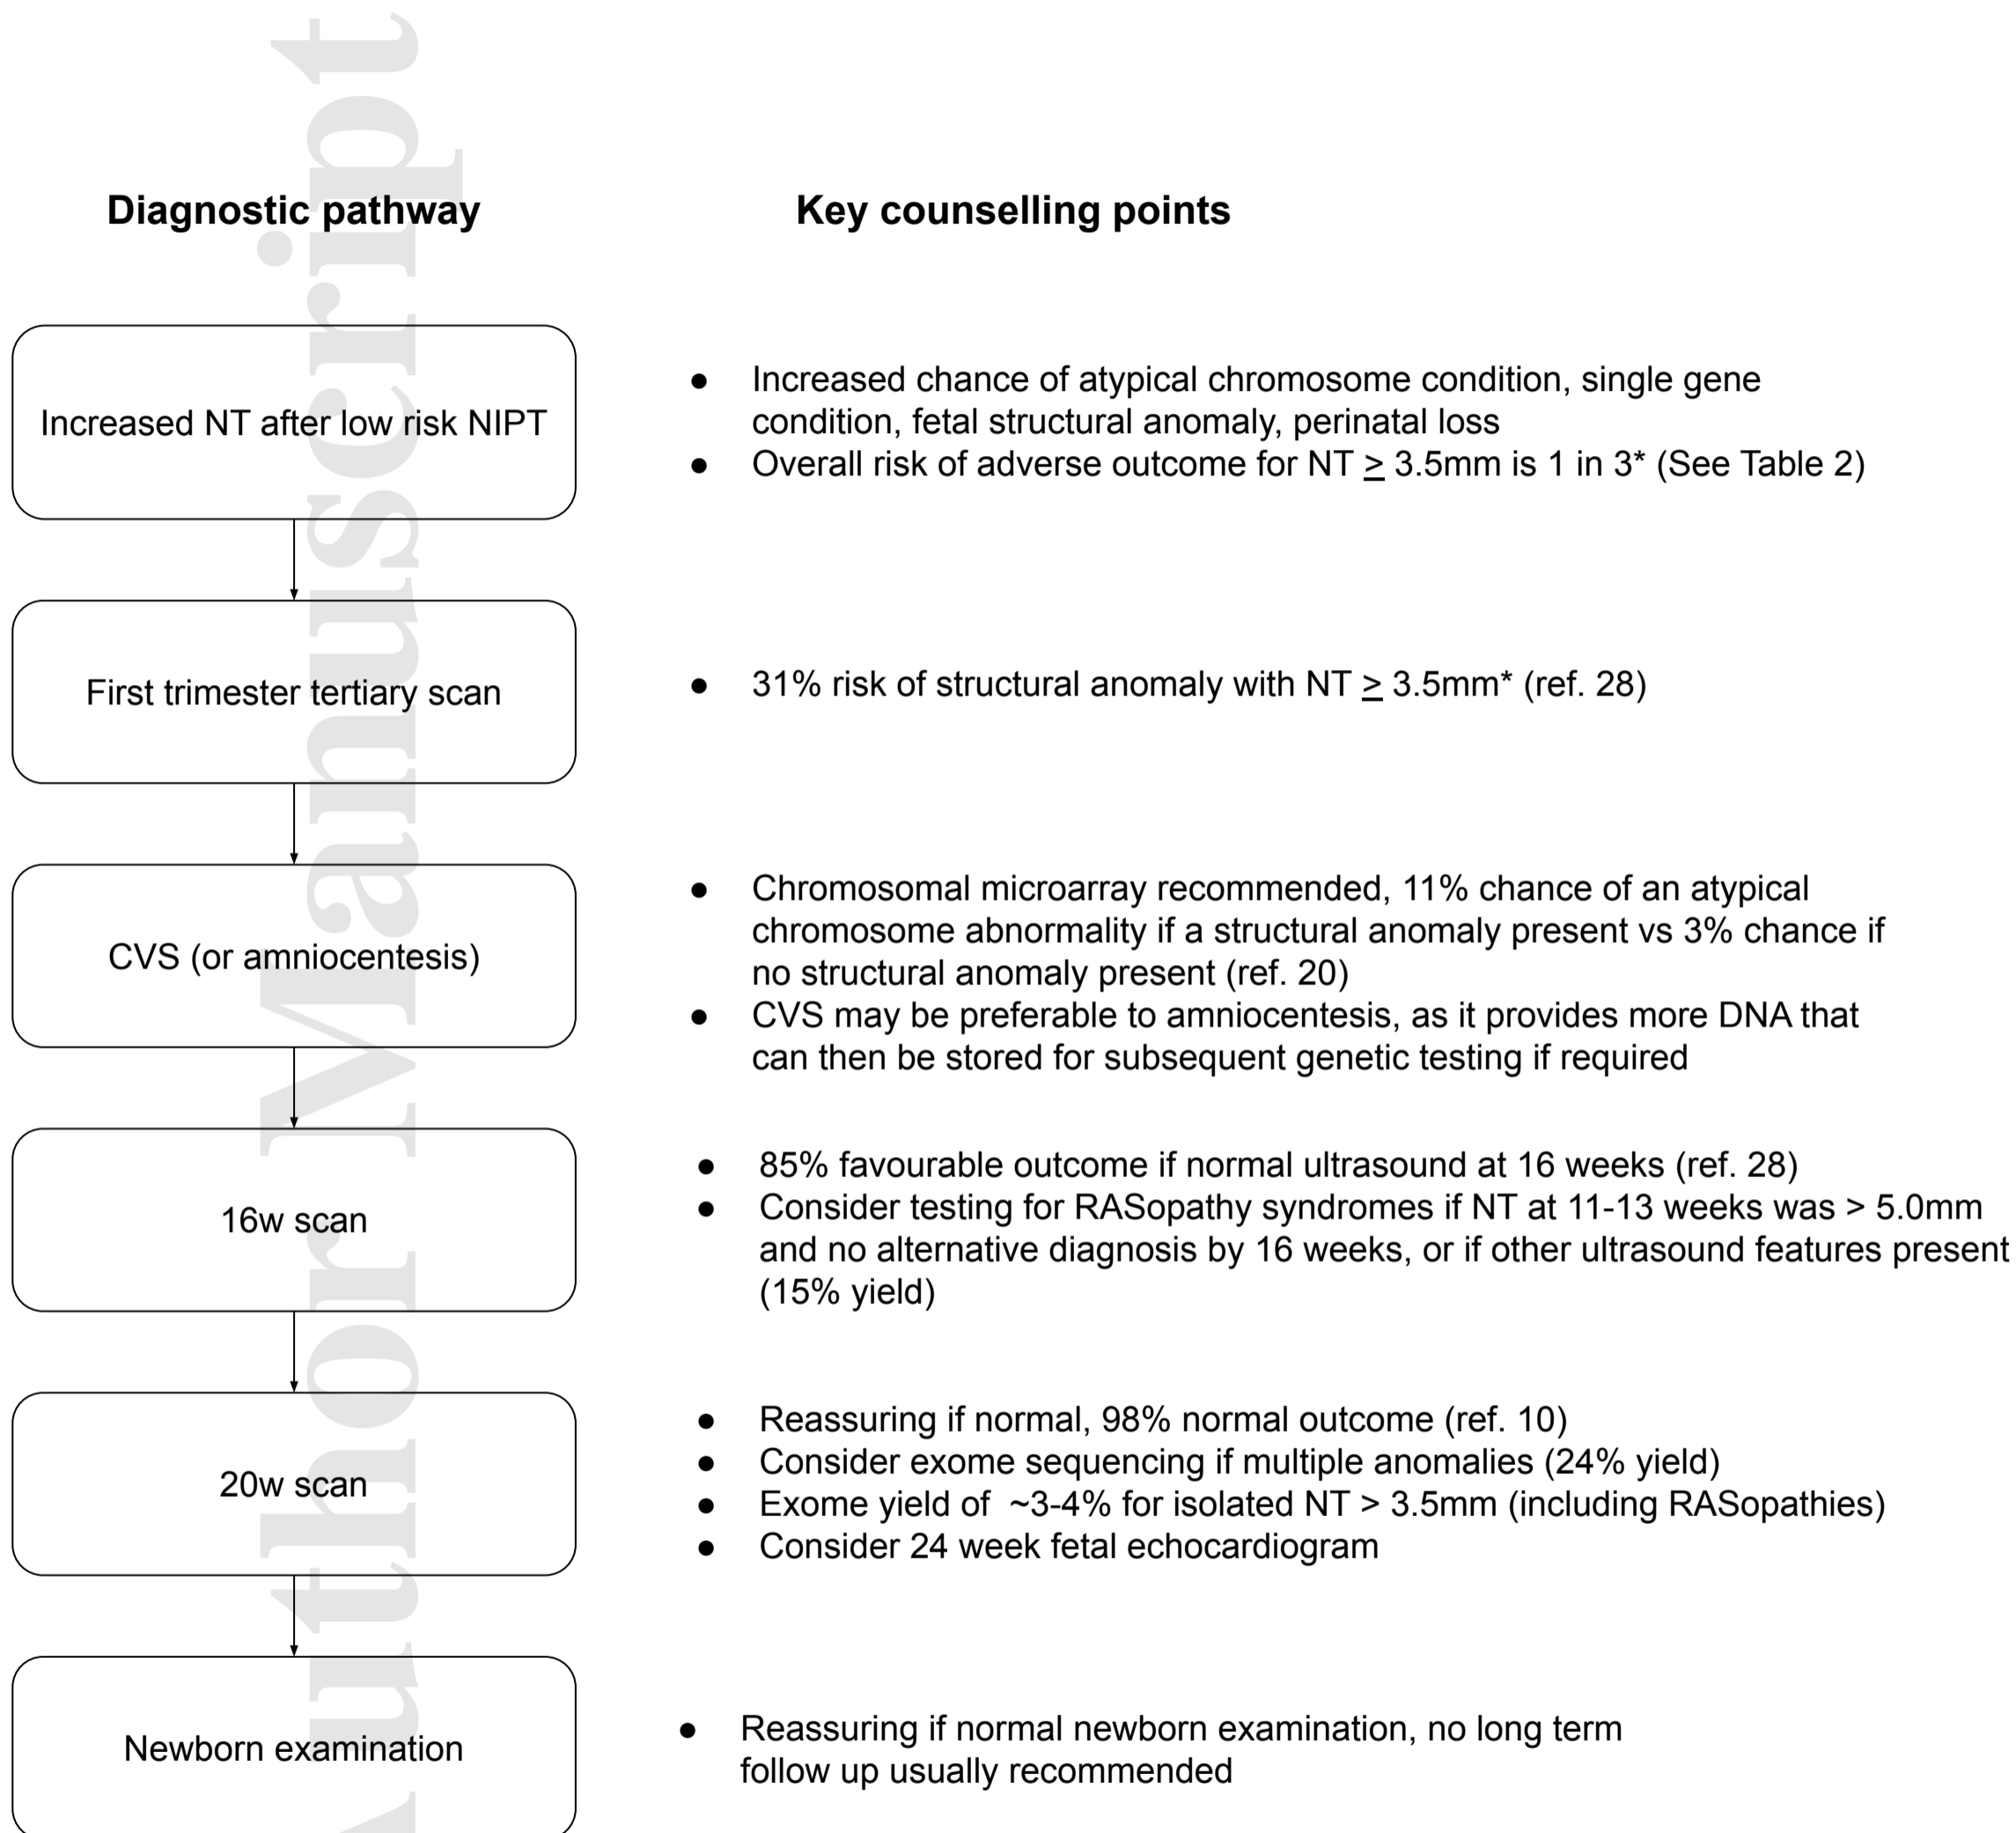 Diagnostic pathway
Key counselling points
Increased NT after low risk NIPT
● Increased chance of atypical chromosome condition, single gene
condition, fetal structural anomaly, perinatal loss
● Overall risk of adverse outcome for NT ≥ 3.5mm is 1 in 3* (See Table 2)
First trimester tertiary scan
● 31% risk of structural anomaly with NT ≥ 3.5mm* (ref. 28)
CVS (or amniocentesis)
● Chromosomal microarray recommended, 11% chance of an atypical
chromosome abnormality if a structural anomaly present vs 3% chance if
no structural anomaly present (ref. 20)
● CVS may be preferable to amniocentesis, as it provides more DNA that
can then be stored for subsequent genetic testing if required
16w scan
● 85% favourable outcome if normal ultrasound at 16 weeks (ref. 28)
● Consider testing for RASopathy syndromes if NT at 11-13 weeks was > 5.0mm
and no alternative diagnosis by 16 weeks, or if other ultrasound features present
(15% yield)
20w scan
● Reassuring if normal, 98% normal outcome (ref. 10)
● Consider exome sequencing if multiple anomalies (24% yield)
● Exome yield of ~3-4% for isolated NT > 3.5mm (including RASopathies)
● Consider 24 week fetal echocardiogram
Newborn examination
● Reassuring if normal newborn examination, no long term
follow up usually recommended
Author Manuscript